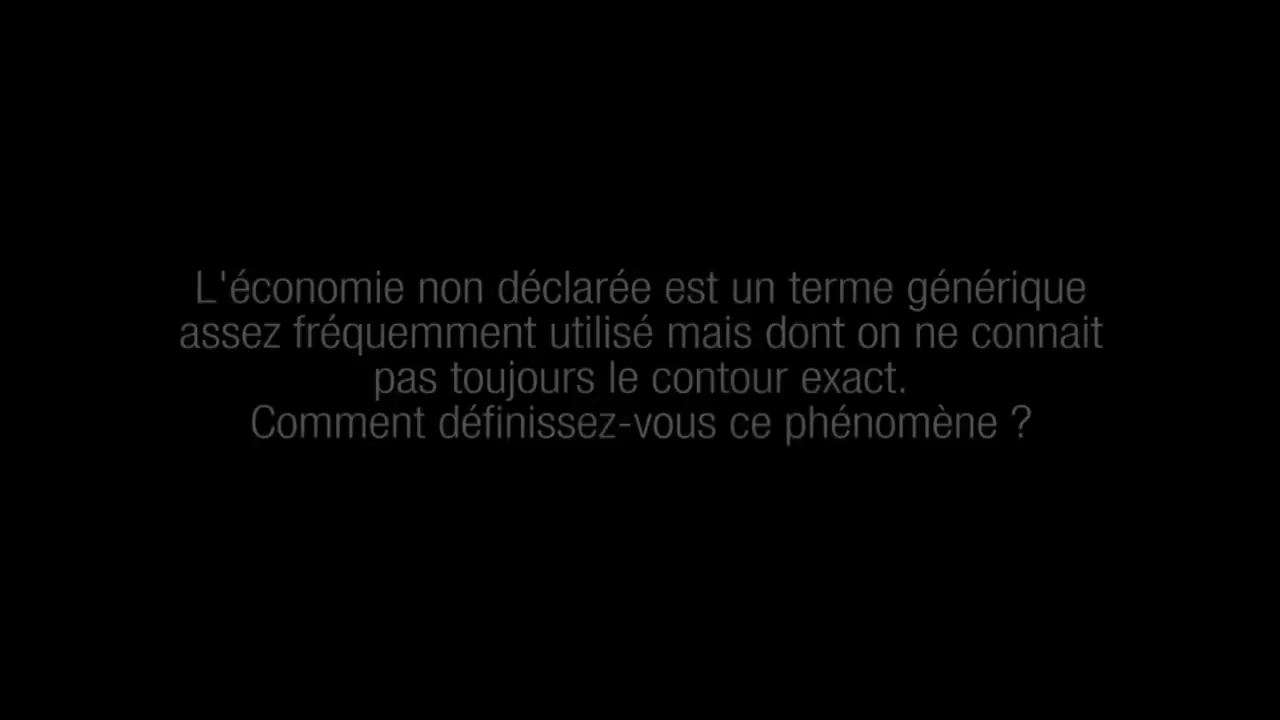 L'économie non déclarée est un terme générique
assez fréquemment utilisé mais dont on ne connait
pas toujours le contour exact.
Comment définissez-vous ce phénomène ?